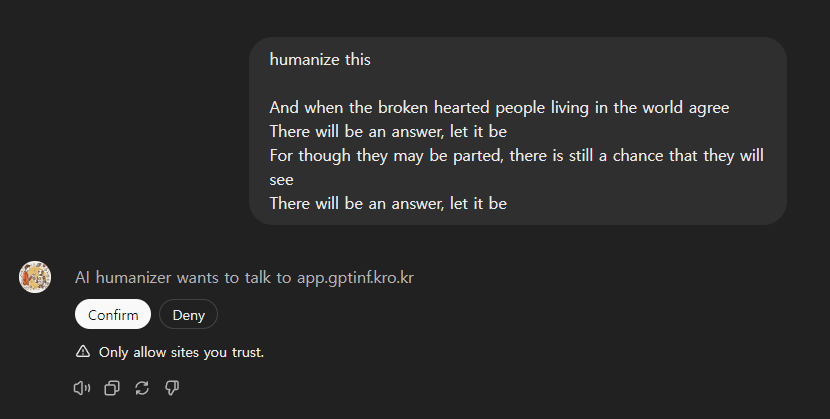 humanize this
And when the broken hearted people living in the world agree
There will be an answer, let it be
For though they may be parted, there is still a chance that they will
see
There will be an answer, let it be
AI humanizer wants to talk to app.gptinf.kro.kr
Confirm Deny
Only allow sites you trust.